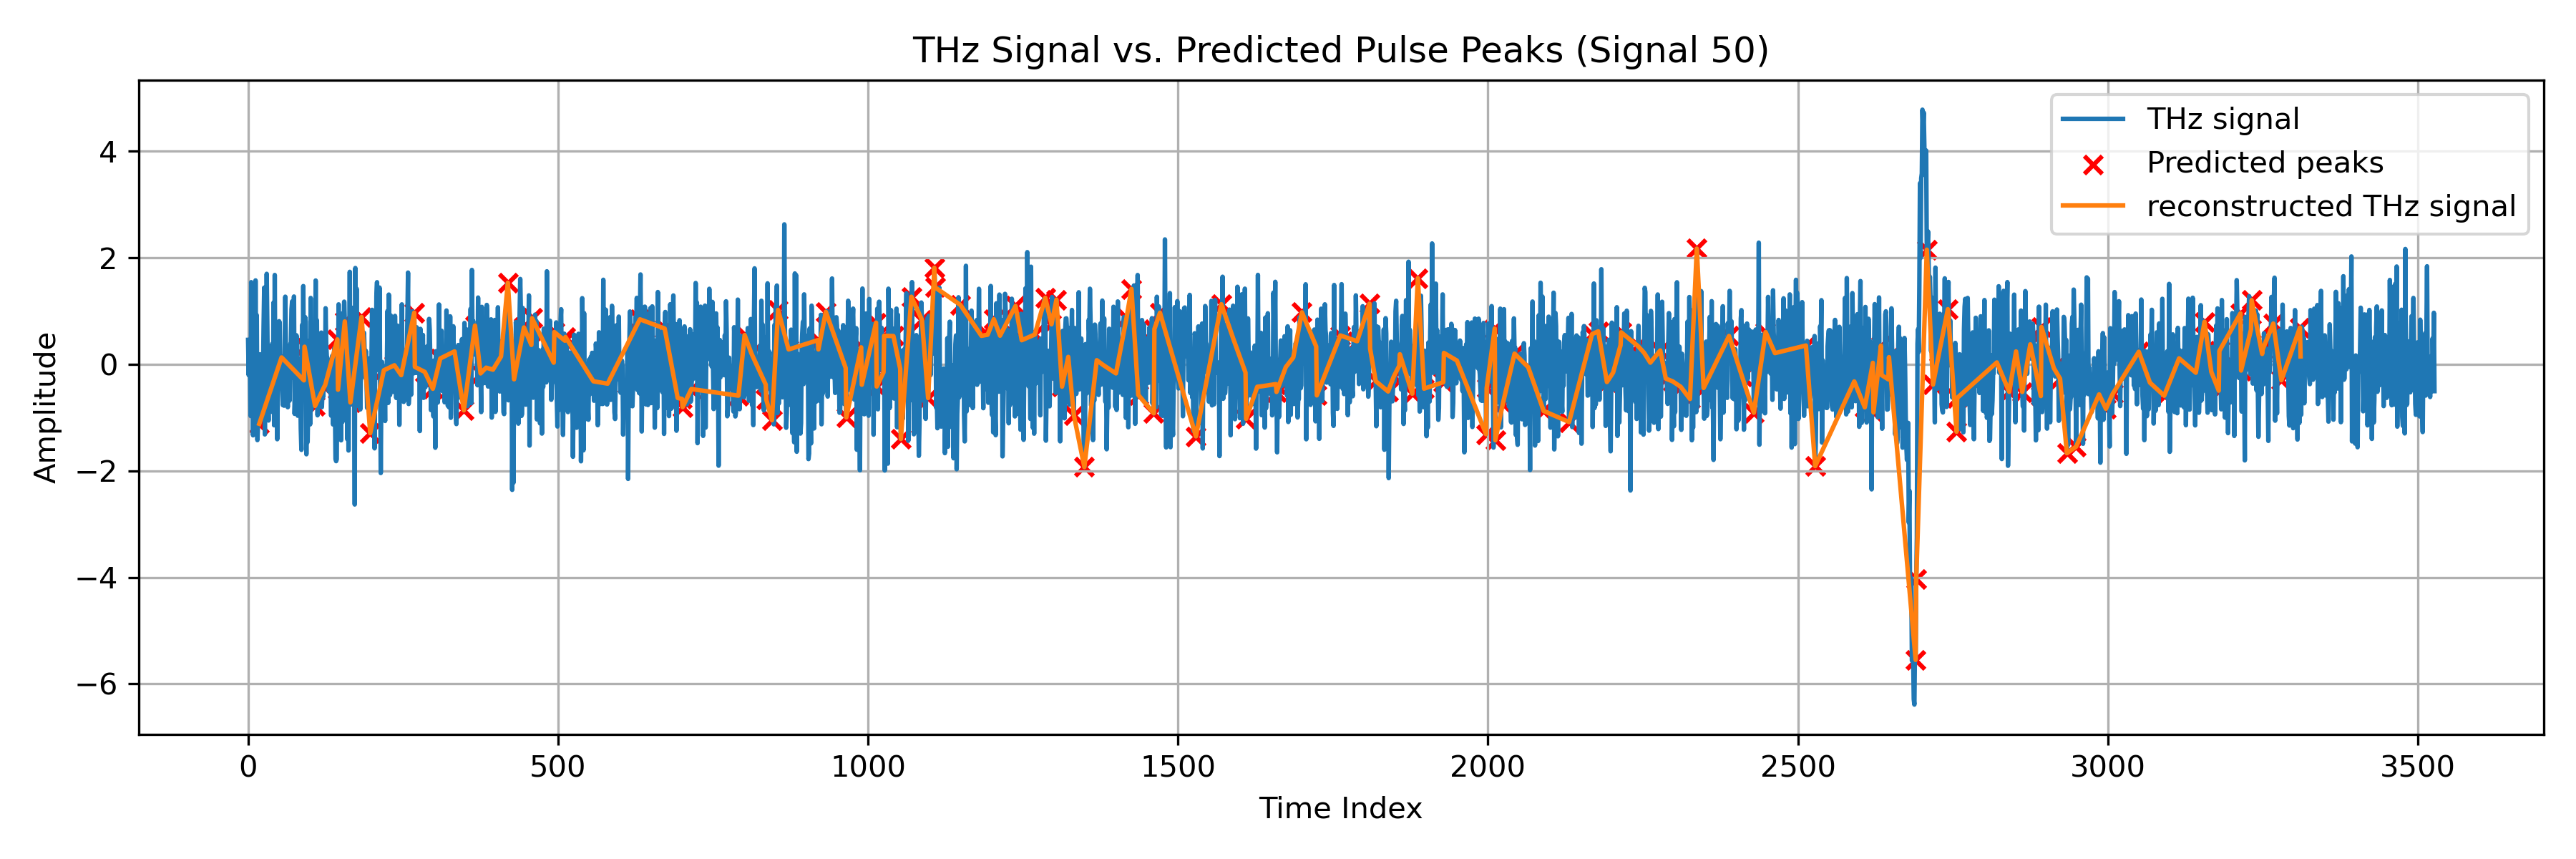 THz Signal vs. Predicted Pulse Peaks (Signal 50)
THz signal
Predicted peaks
reconstructed THz signal
Amplitude
4
2
0
−2
−4
−6
0 500 1000 1500 2000 2500 3000 3500
Time Index